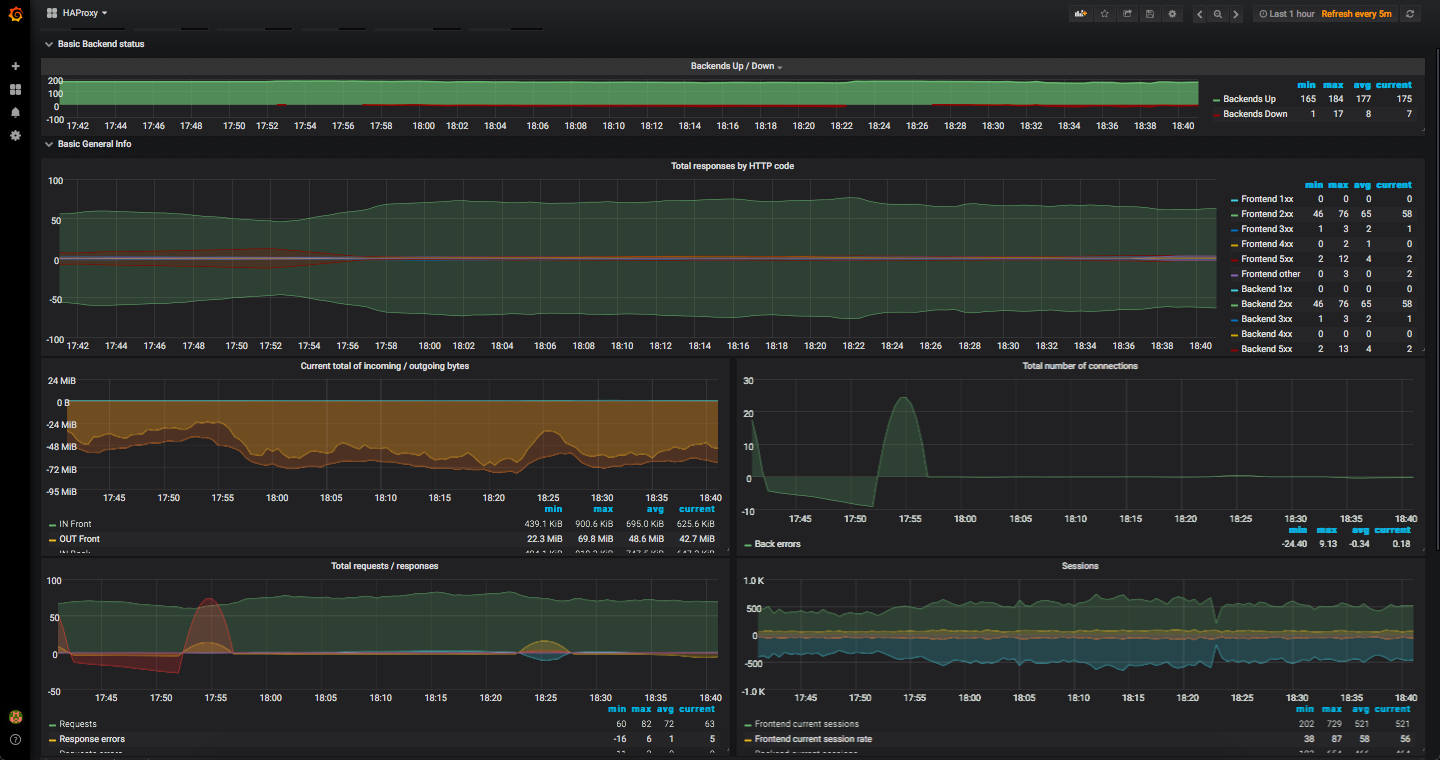 HAProxy
Last 1 hour Refresh every 5m
Basic Backend status
Backends Up / Down
200
100
0
-100
17:42 17:44 17:46 17:48 17:50 17:52 17:54 17:56 17:58 18:00 18:02 18:04 18:06 18:08 18:10 18:12 18:14 18:16 18:18 18:20 18:22 18:24 18:26 18:28 18:30 18:32 18:34 18:36 18:38 18:40
min max avg current
Backends Up 165 184 177 175
Backends Down 1 17 8 7
Basic General Info
Total responses by HTTP code
100
50
0
-50
-100
17:42 17:44 17:46 17:48 17:50 17:52 17:54 17:56 17:58 18:00 18:02 18:04 18:06 18:08 18:10 18:12 18:14 18:16 18:18 18:20 18:22 18:24 18:26 18:28 18:30 18:32 18:34 18:36 18:38 18:40
min max avg current
Frontend 1xx 0 0 0 0
Frontend 2xx 46 76 65 58
Frontend 3xx 1 3 2 1
Frontend 4xx 0 2 1 0
Frontend 5xx 2 12 4 2
Frontend other 0 3 0 2
Backend 1xx 0 0 0 0
Backend 2xx 46 76 65 58
Backend 3xx 1 3 2 1
Backend 4xx 0 0 0 0
Backend 5xx 2 13 4 2
Current total of incoming / outgoing bytes
24 MiB
0 B
-24 MiB
-48 MiB
-72 MiB
-95 MiB
17:45 17:50 17:55 18:00 18:05 18:10 18:15 18:20 18:25 18:30 18:35 18:40
min max avg current
IN Front 439.1 KiB 900.6 KiB 695.0 KiB 625.6 KiB
OUT Front 22.3 MiB 69.8 MiB 48.6 MiB 42.7 MiB
Total number of connections
30
20
10
0
-10
17:45 17:50 17:55 18:00 18:05 18:10 18:15 18:20 18:25 18:30 18:35 18:40
min max avg current
Back errors -24.40 9.13 -0.34 0.18
Total requests / responses
100
50
0
-50
17:45 17:50 17:55 18:00 18:05 18:10 18:15 18:20 18:25 18:30 18:35 18:40
min max avg current
Requests 60 82 72 63
Response errors -16 6 1 5
Sessions
1.0 K
500
0
-500
-1.0 K
17:45 17:50 17:55 18:00 18:05 18:10 18:15 18:20 18:25 18:30 18:35 18:40
min max avg current
Frontend current sessions 202 729 521 521
Frontend current session rate 38 87 58 56